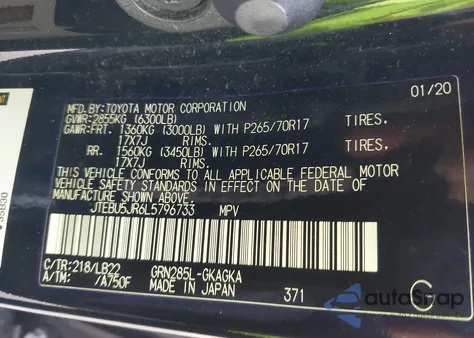 01/20
MFD.BY:TOYOTA MOTOR CORPORATION
GVWR:2855KG (6300LB)
GAWR:FRT. 1360KG (3000LB) WITH P265/70R17 TIRES,
17X7J RIMS.
RR. 1560KG (3450LB) WITH P265/70R17 TIRES,
17X7J RIMS.
THIS VEHICLE CONFORMS TO ALL APPLICABLE FEDERAL MOTOR
VEHICLE SAFETY STANDARDS IN EFFECT ON THE DATE OF
MANUFACTURE SHOWN ABOVE.
JTEBU5JR6L5796733 MPV
C/TR:218/LB22 GRN285L-GKAGKA
A/TM: /A750F MADE IN JAPAN 371 G
autoSnap